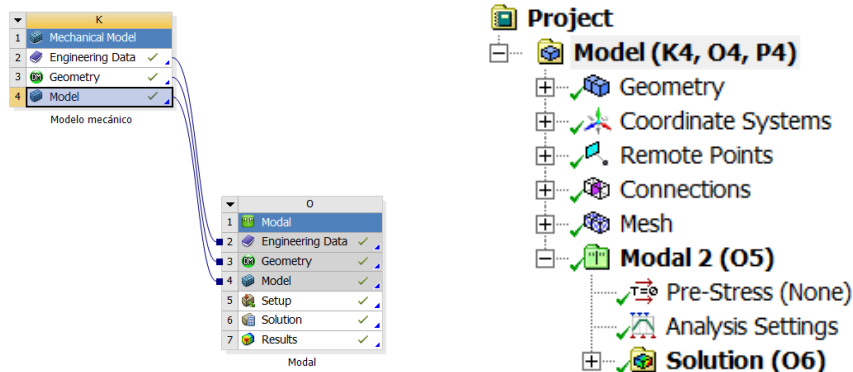 K
1 Mechanical Model
2 Engineering Data
3 Geometry
4 Model
Modelo mecánico
O
1 Modal
2 Engineering Data
3 Geometry
4 Model
5 Setup
6 Solution
7 Results
Modal
Project
Model (K4, O4, P4)
Geometry
Coordinate Systems
Remote Points
Connections
Mesh
Modal 2 (O5)
Pre-Stress (None)
Analysis Settings
Solution (O6)